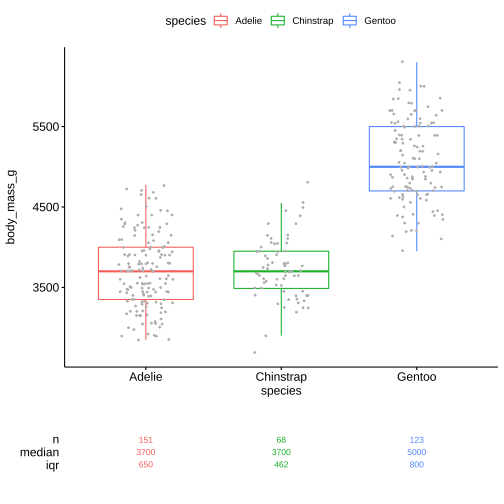 species Adelie Chinstrap Gentoo
body_mass_g
5500
4500
3500
Adelie Chinstrap Gentoo
species
n 151 68 123
median 3700 3700 5000
iqr 650 462 800